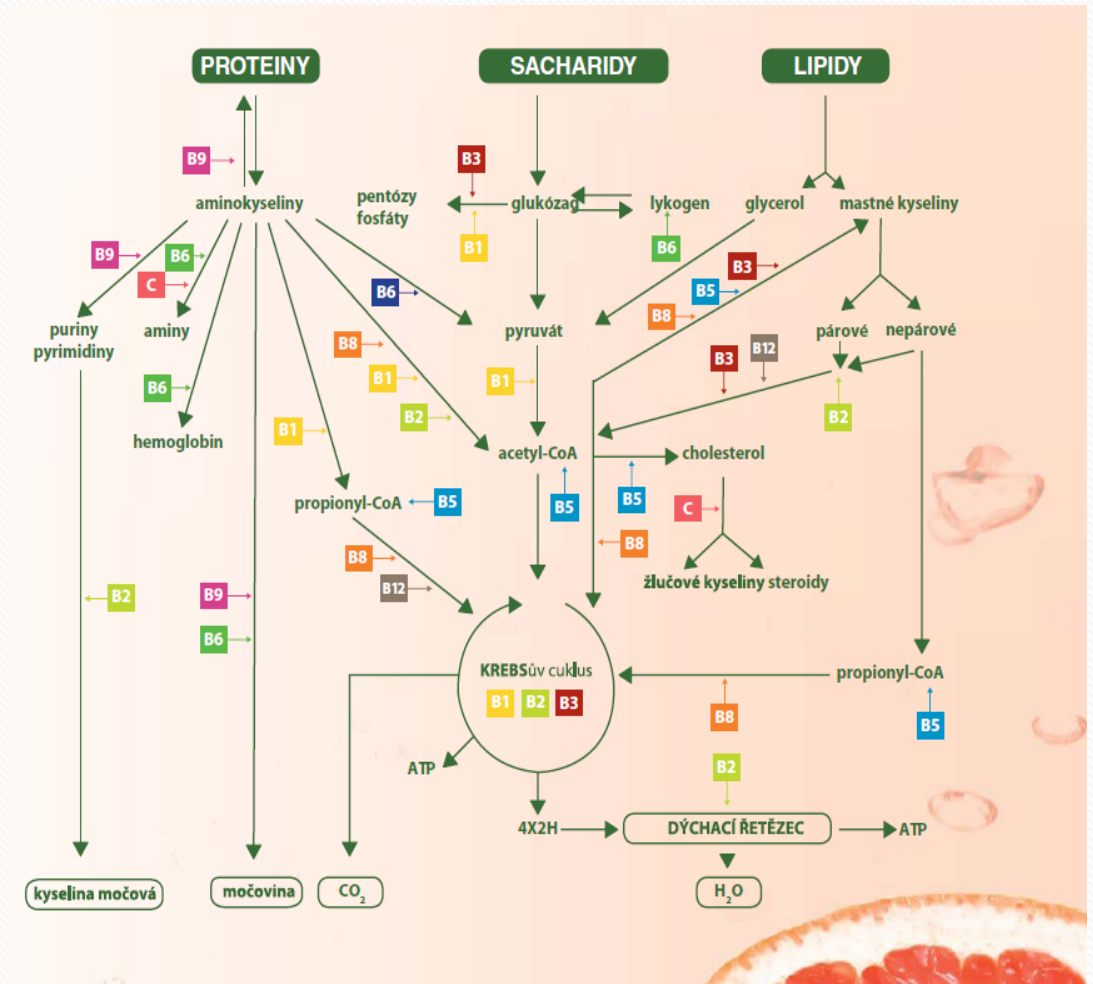 PROTEINY
SACHARIDY
LIPIDY
B9
B3
aminokyseliny
pentózy
fosfáty
glukózag
lykogen
glycerol
mastné kyseliny
B1
B6
B9
B6
C
B6
B3
B5
B8
puriny
pyrimidiny
aminy
pyruvát
párové
nepárové
B8
B1
B2
B1
B3
B12
B2
B6
hemoglobin
B1
acetyl-CoA
cholesterol
propionyl-CoA
B5
B5
B5
C
B8
B8
B12
žlučové kyseliny steroidy
B2
B9
B6
KREBSův cuklus
B1 B2 B3
propionyl-CoA
B8
B5
ATP
B2
4X2H
DÝCHACÍ ŘETĚZEC
ATP
kyselina močová
močovina
CO₂
H₂O